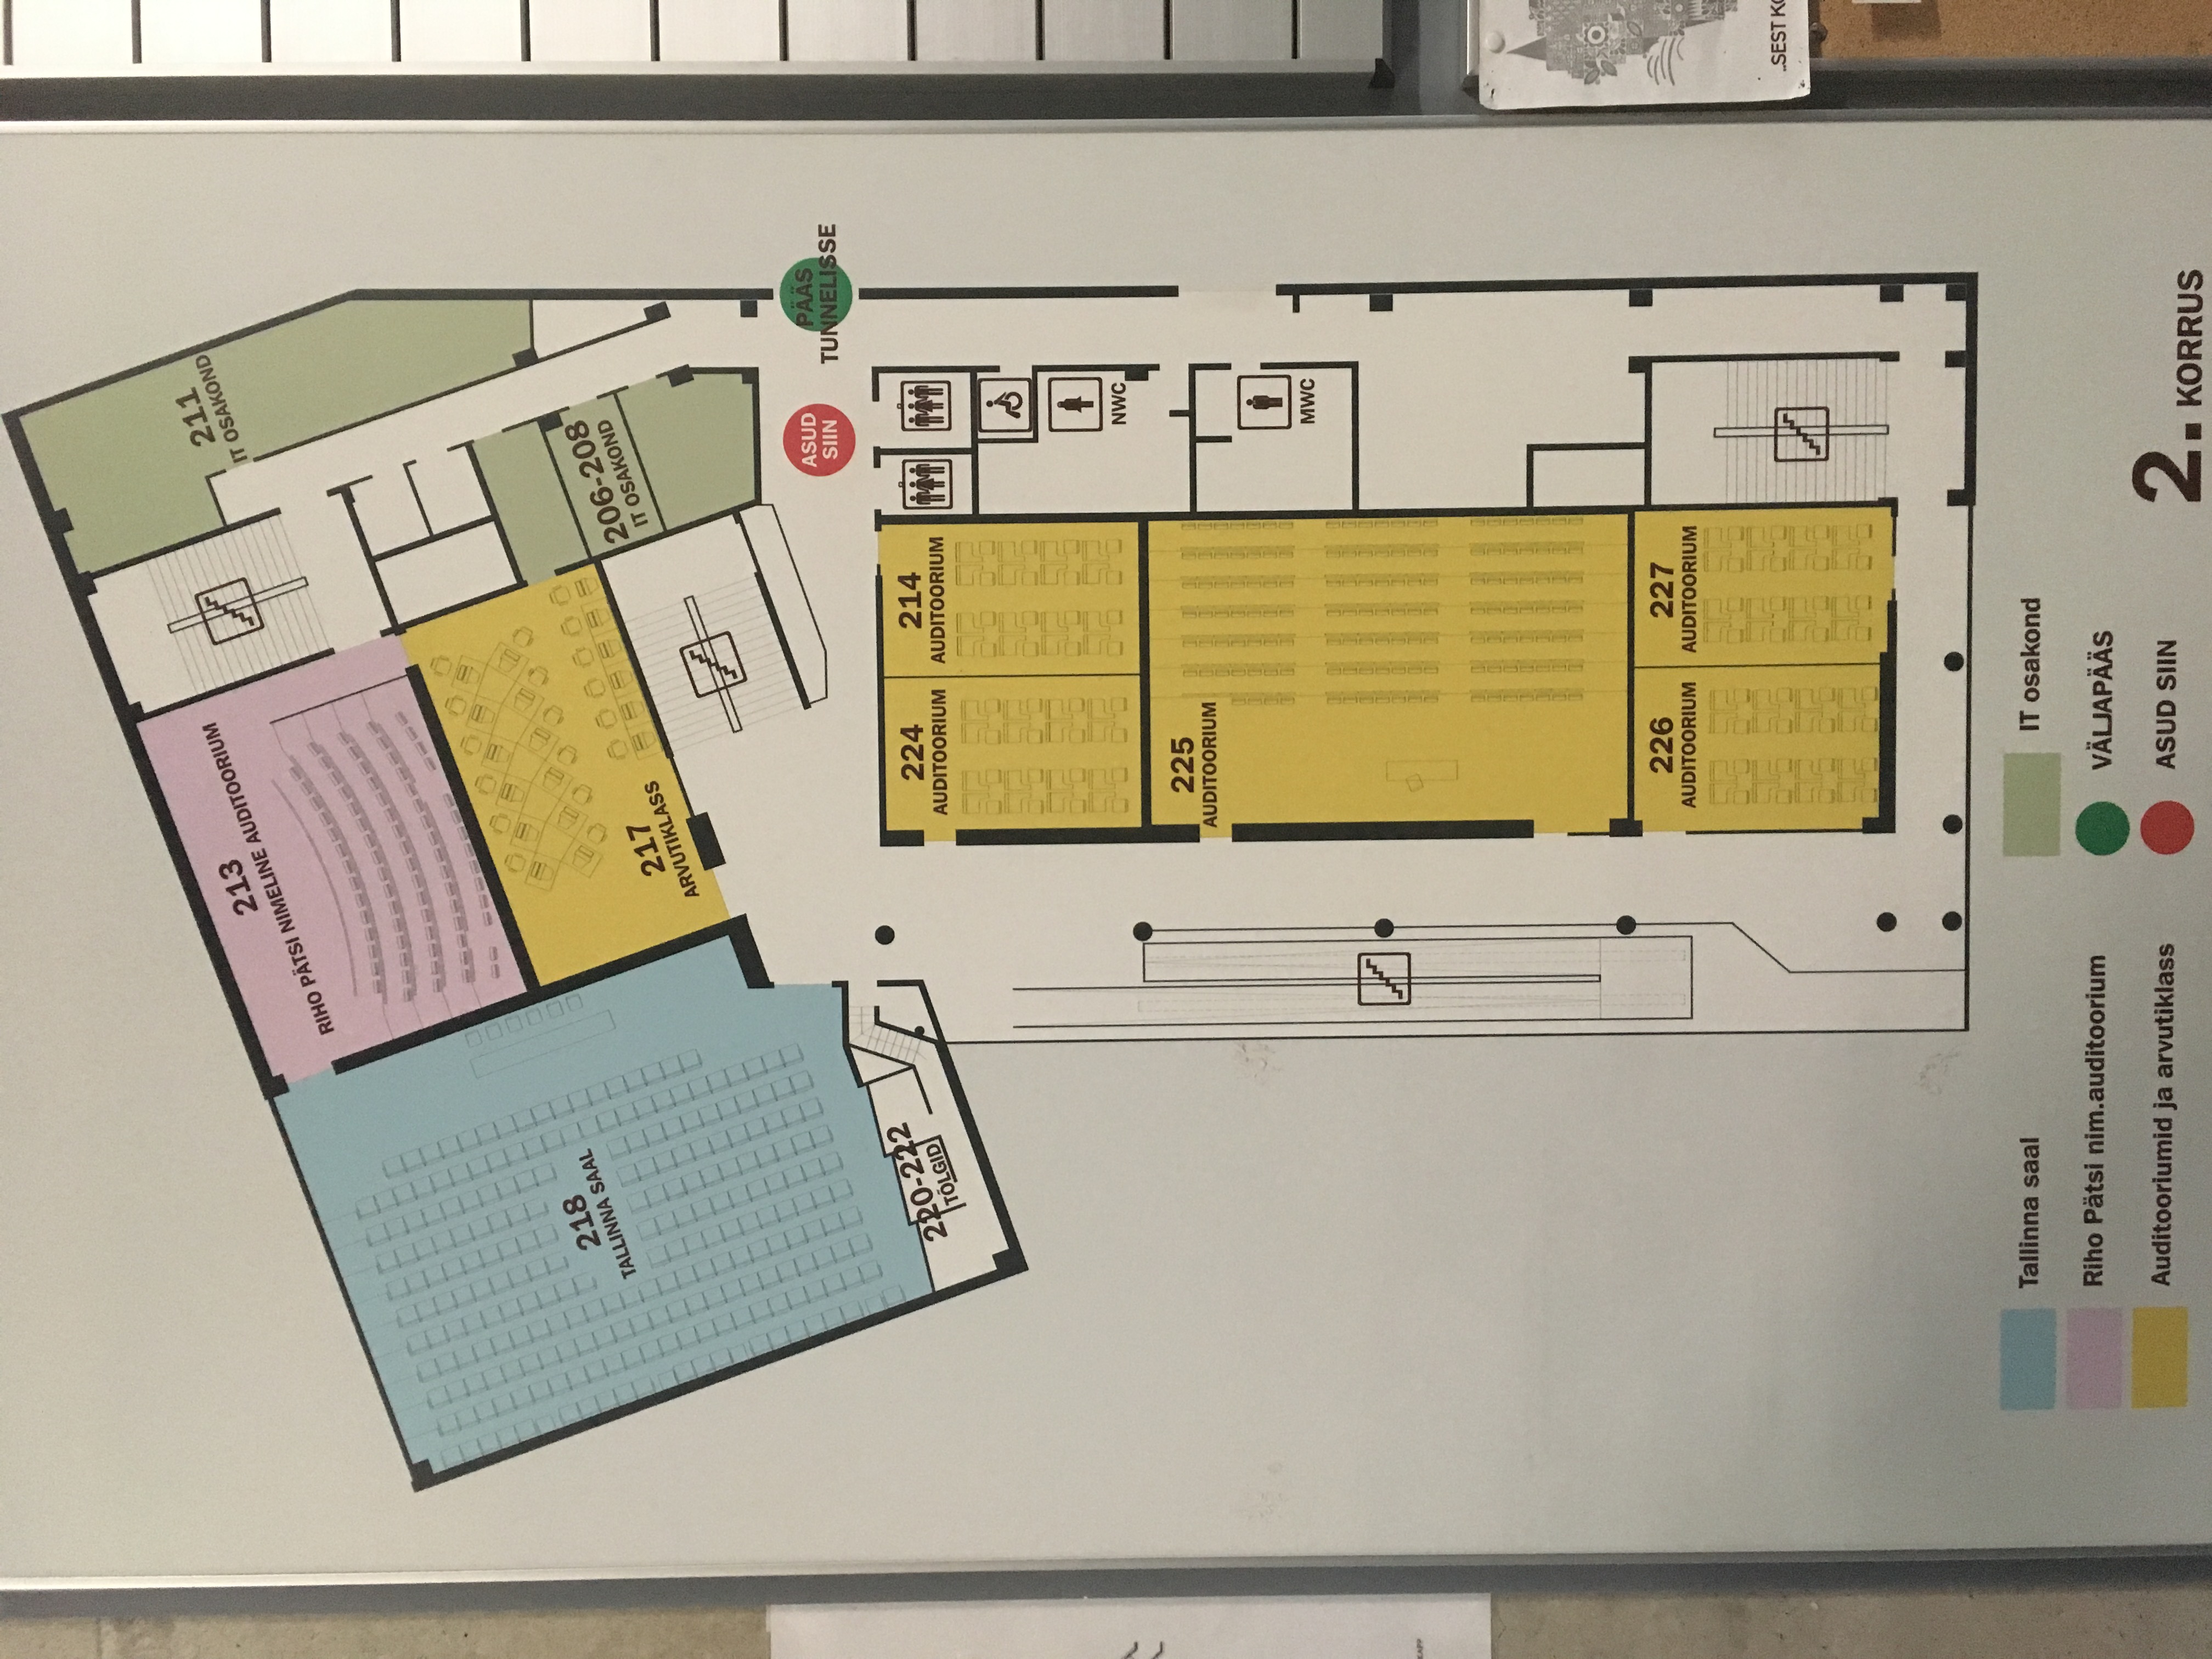 211
IT OSAKOND
213
RIHO PÄTSI NIMELINE AUDITOORIUM
218
TALLINNA SAAL
206-208
IT OSAKOND
217
ARVUTIKLASS
ASUD
SIIN
PÄÄS
TUNNELISSE
220-222
TÕLGID
224
AUDITOORIUM
214
AUDITOORIUM
NWC
225
AUDITOORIUM
MWC
226
AUDITOORIUM
227
AUDITOORIUM
Tallinna saal
Riho Pätsi nim.auditoorium
Auditooriumid ja arvutiklass
IT osakond
VÄLJAPÄÄS
ASUD SIIN
2. KORRUS
„SEST